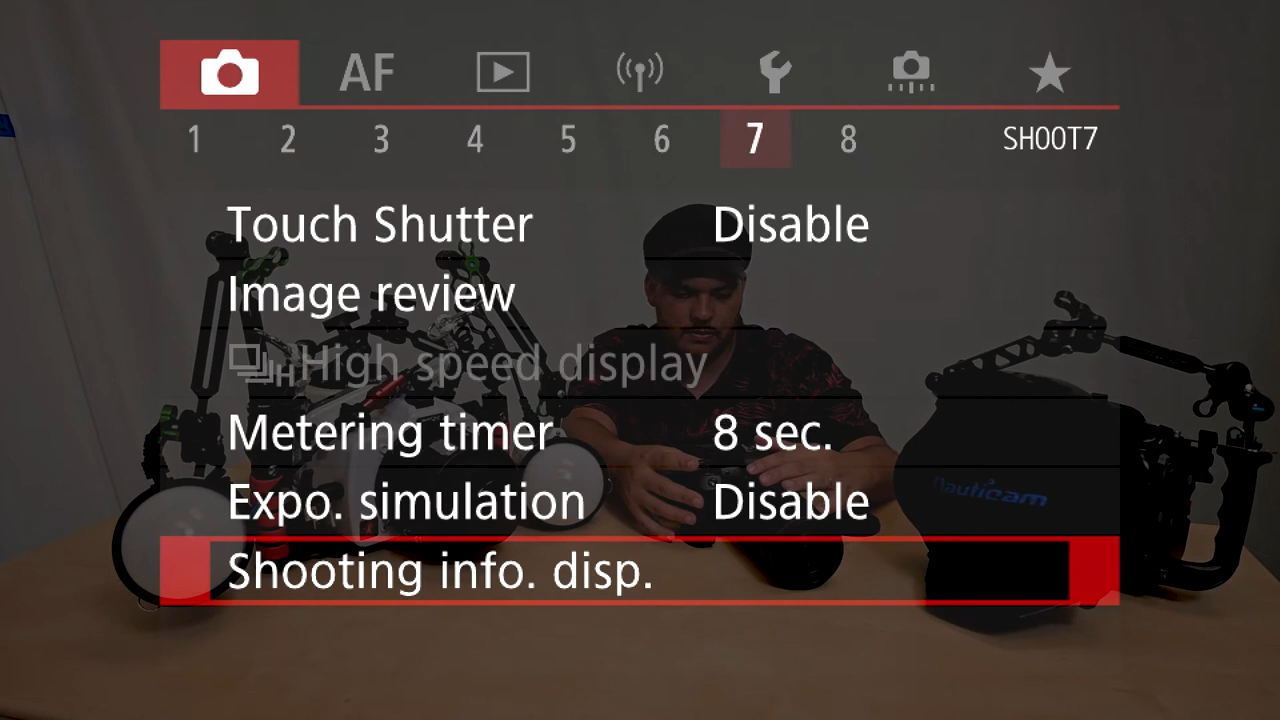 AF
1 2 3 4 5 6 7 8 SHOOT7
Touch Shutter Disable
Image review
H High speed display
Metering timer 8 sec.
Expo. simulation Disable
Shooting info. disp.
Nauticam